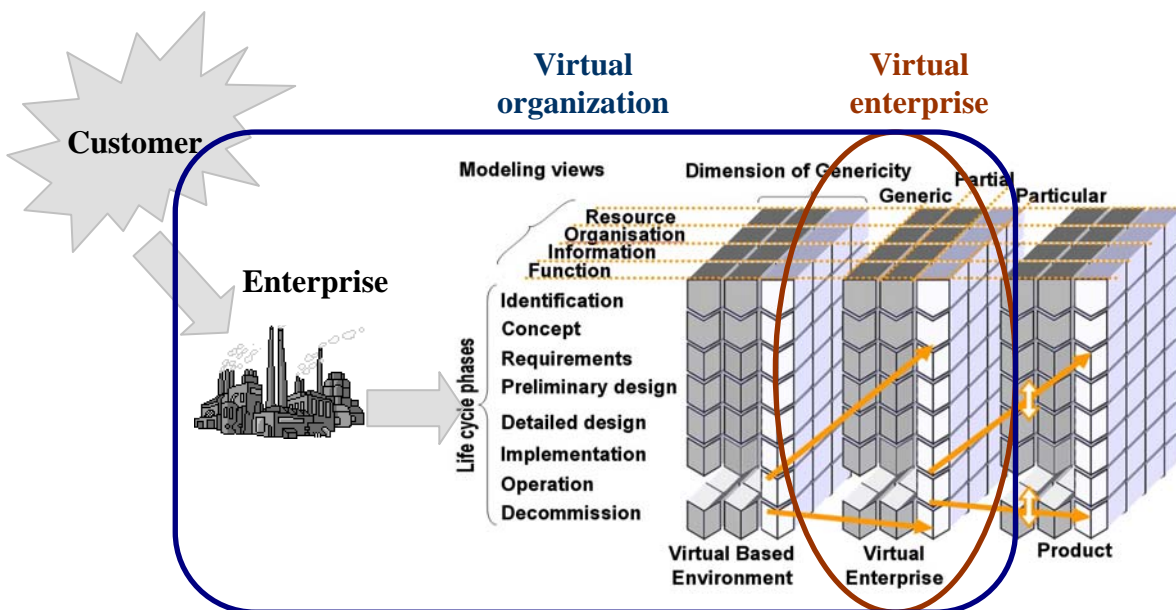 Virtual
organization
Virtual
enterprise
Customer
Modeling views
Dimension of Genericity
Partial
Generic
Particular
Resource
Organisation
Information
Function
Enterprise
Life cycle phases
Identification
Concept
Requirements
Preliminary design
Detailed design
Implementation
Operation
Decommission
Virtual Based
Environment
Virtual
Enterprise
Product